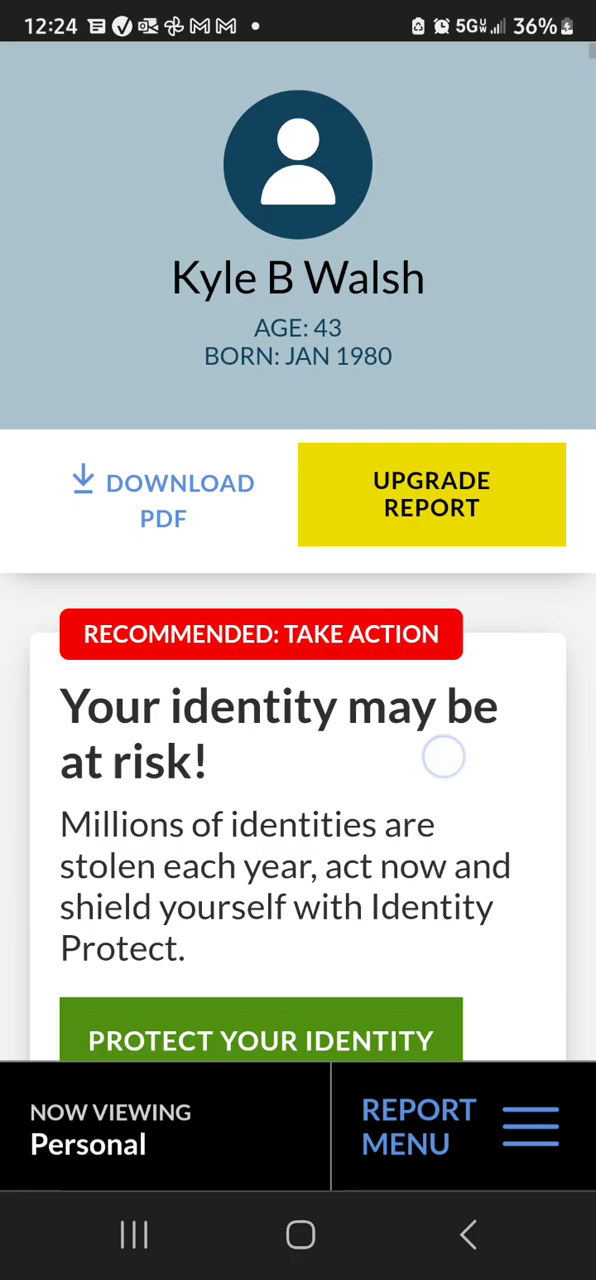 12:24
5G UW 36%
Kyle B Walsh
AGE: 43
BORN: JAN 1980
DOWNLOAD
PDF
UPGRADE
REPORT
RECOMMENDED: TAKE ACTION
Your identity may be
at risk!
Millions of identities are
stolen each year, act now and
shield yourself with Identity
Protect.
PROTECT YOUR IDENTITY
NOW VIEWING
Personal
REPORT
MENU